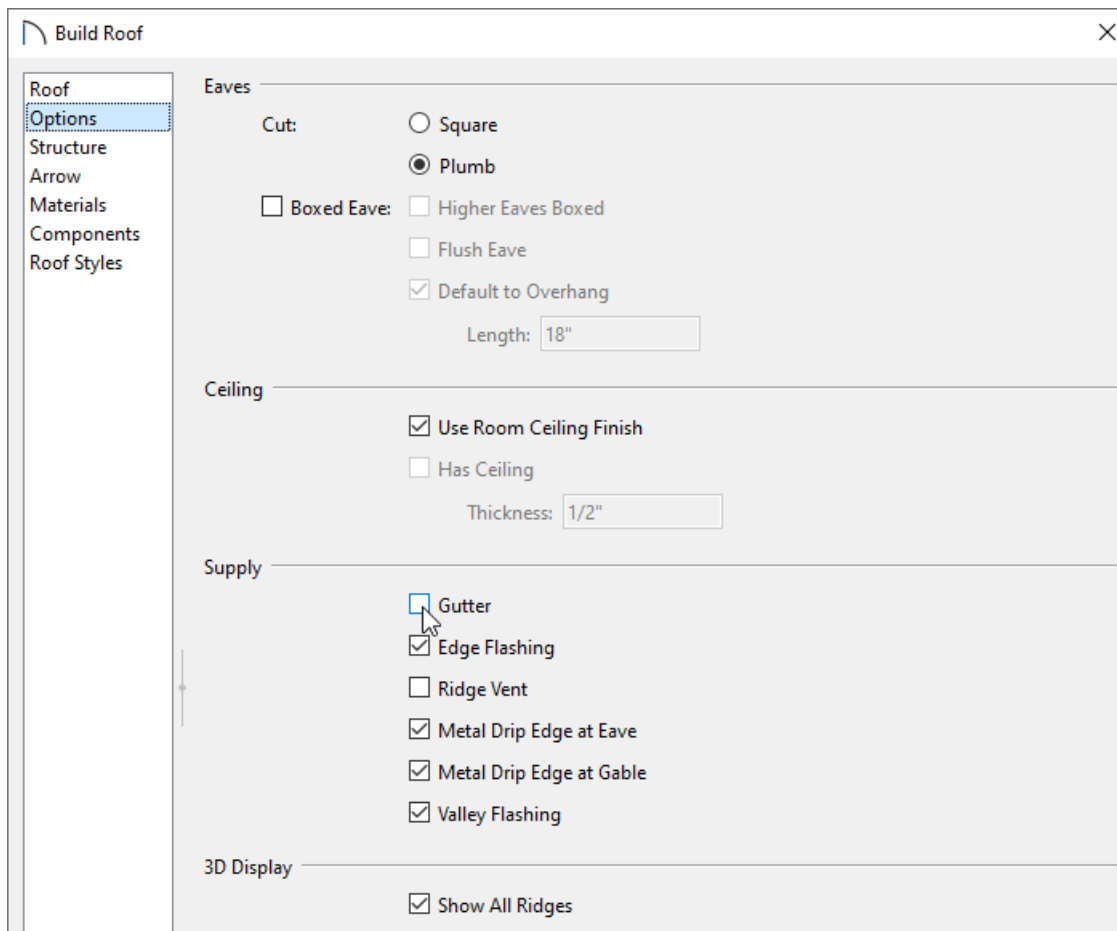 Build Roof
Roof
Options
Structure
Arrow
Materials
Components
Roof Styles
Eaves
Cut: Square
Plumb
Boxed Eave: Higher Eaves Boxed
Flush Eave
Default to Overhang
Length: 18"
Ceiling
Use Room Ceiling Finish
Has Ceiling
Thickness: 1/2"
Supply
Gutter
Edge Flashing
Ridge Vent
Metal Drip Edge at Eave
Metal Drip Edge at Gable
Valley Flashing
3D Display
Show All Ridges